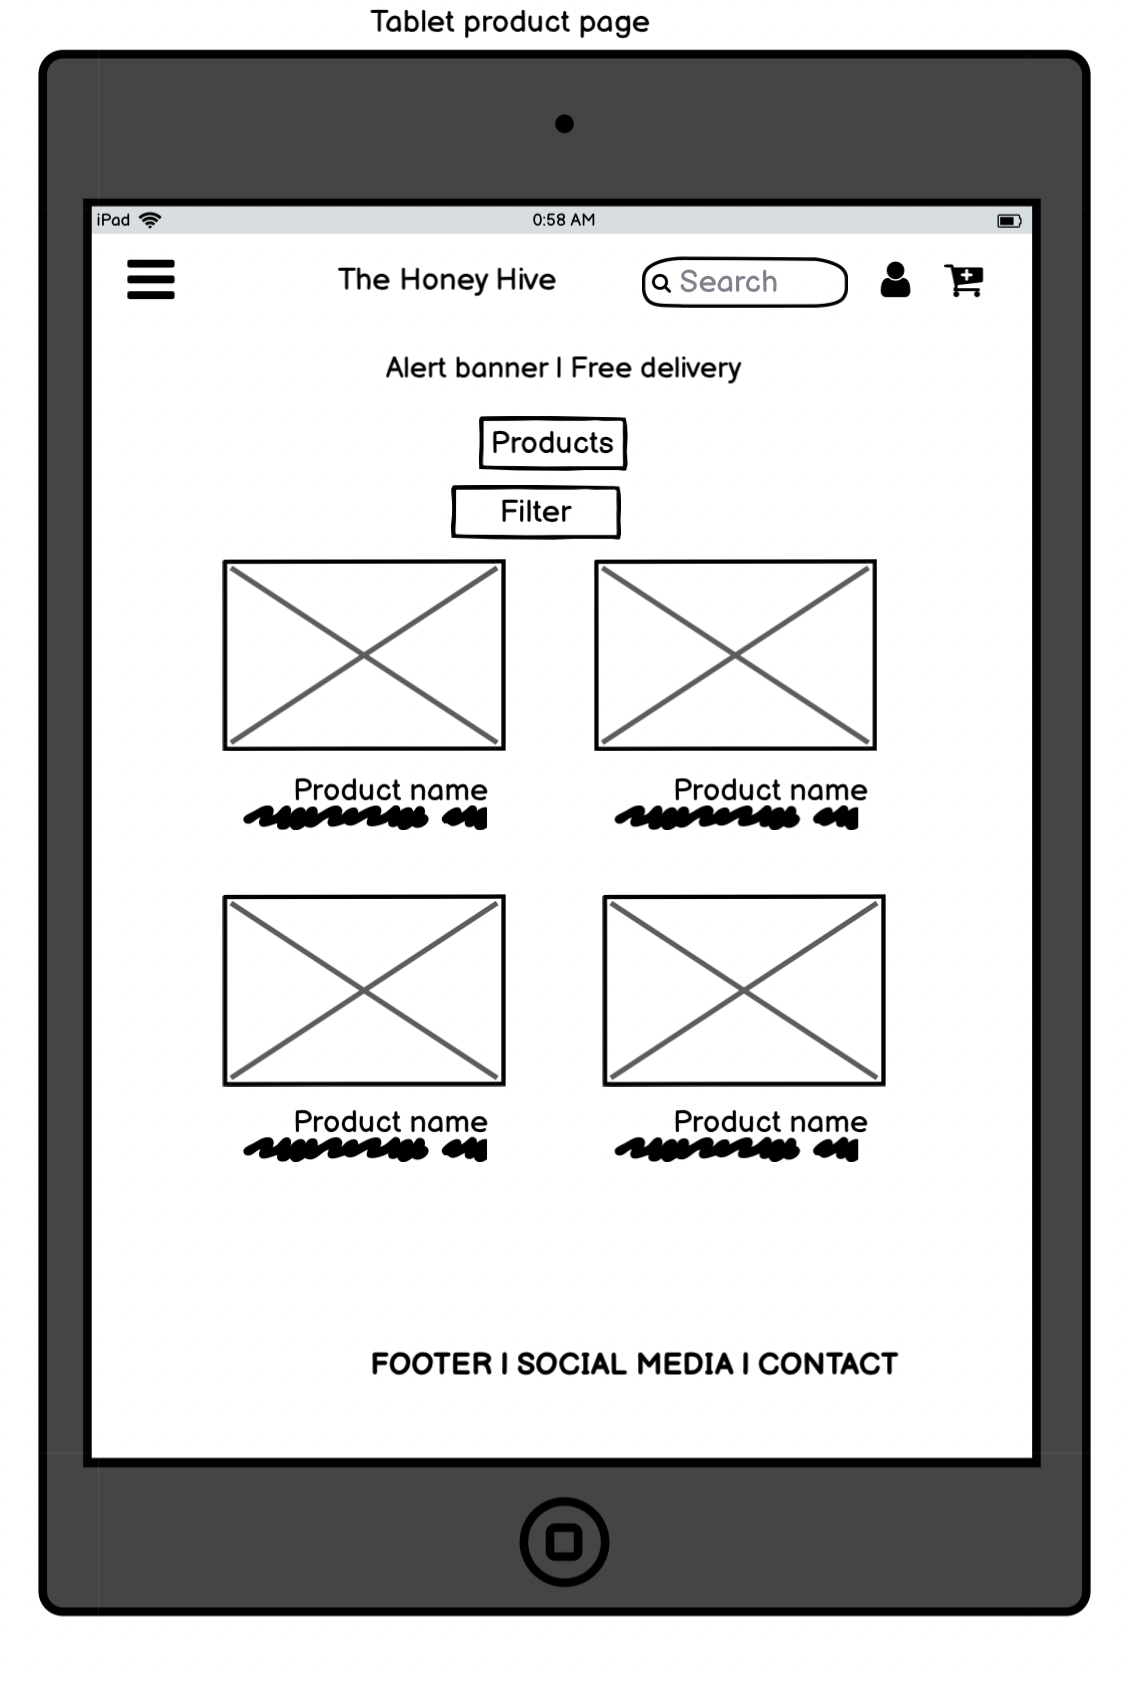 Tablet product page
iPad 0:58 AM
The Honey Hive Search
Alert banner | Free delivery
Products
Filter
Product name Product name
Product name Product name
FOOTER | SOCIAL MEDIA | CONTACT